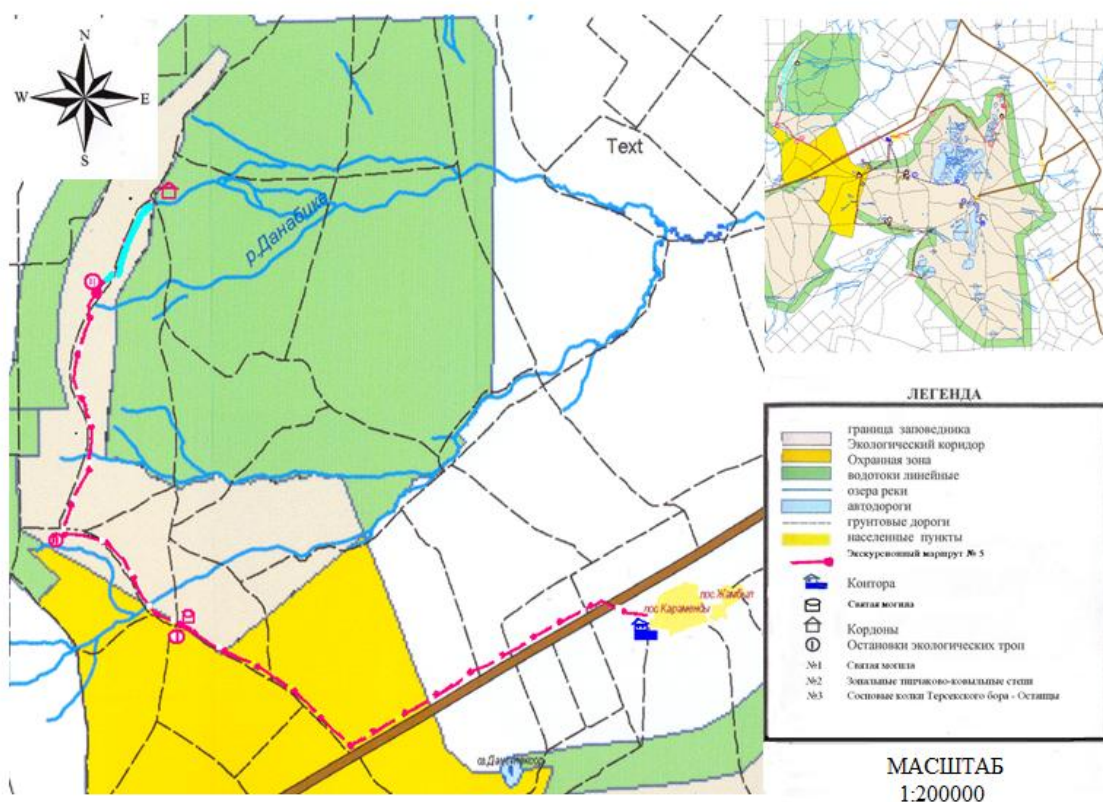 N
W E
S
Text
р.Данабика
пос.Жамбыл
пос.Караменды
ЛЕГЕНДА
граница заповедника
Экологический коридор
Охранная зона
водотоки линейные
озера реки
автодороги
грунтовые дороги
населенные пункты
Экскурсионный маршрут № 5
Контора
Святая могила
Кордоны
Остановки экологических троп
№1 Святая могила
№2 Зональные типчаково-ковыльные степи
№3 Сосновые колки Терсекского бора - Останцы
МАСШТАБ
1:200000